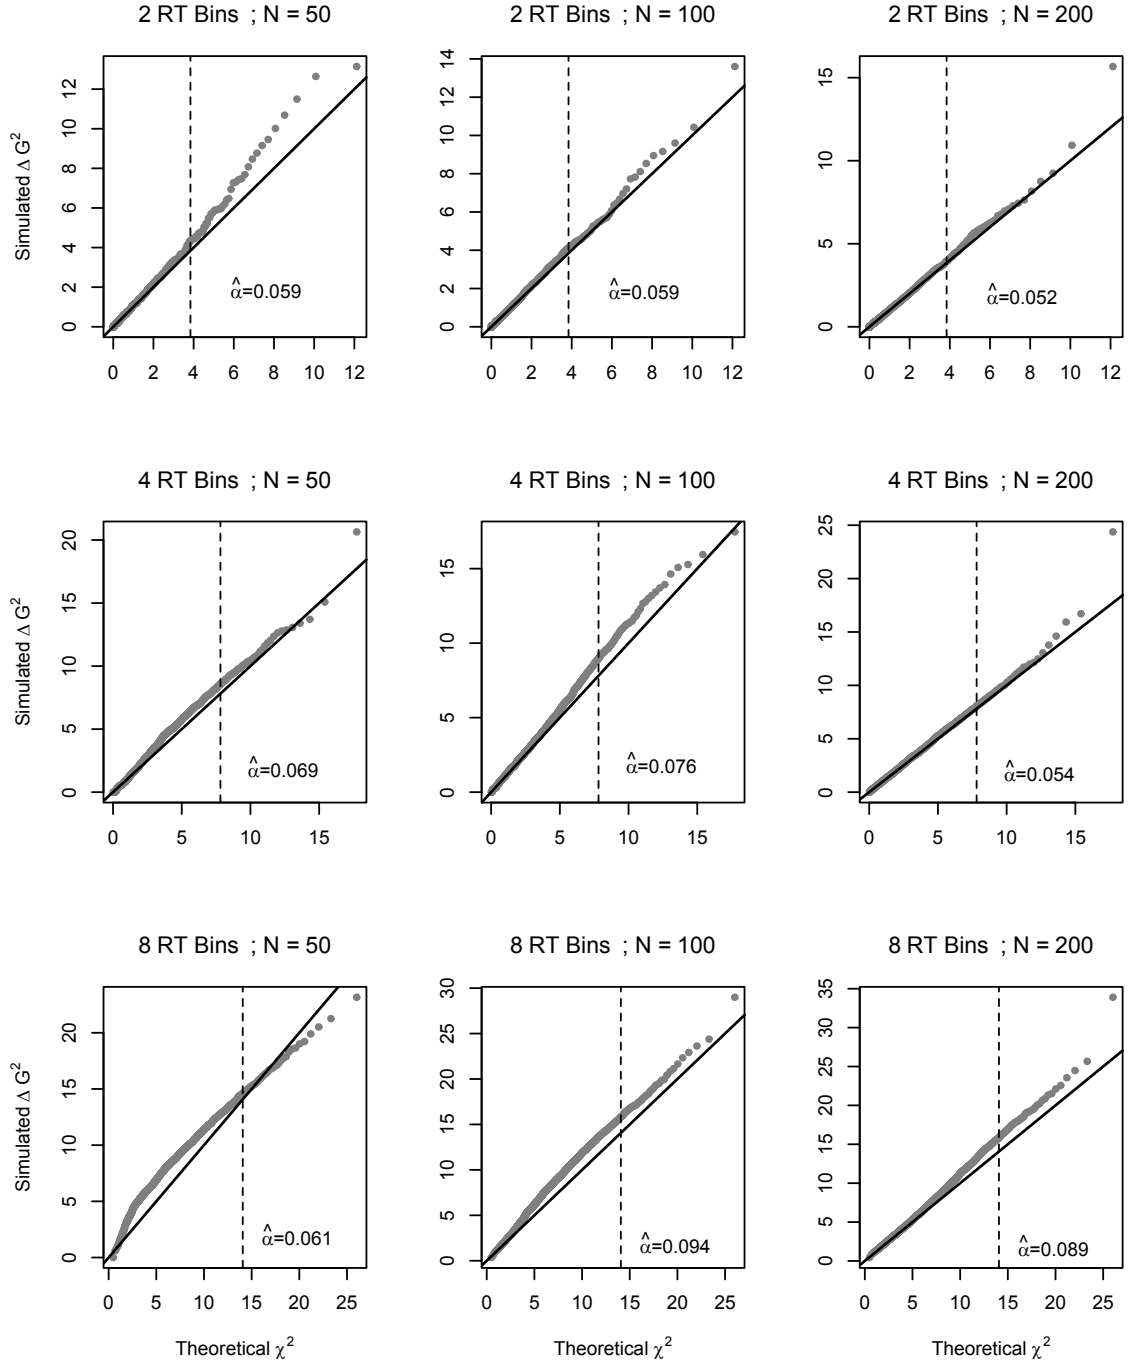 2 RT Bins ; N = 50
2 RT Bins ; N = 100
2 RT Bins ; N = 200
Simulated Δ G²
0 2 4 6 8 10 12
α̂=0.059
0 2 4 6 8 10 12
0 2 4 6 8 10 12 14
α̂=0.059
0 2 4 6 8 10 12
0 5 10 15
α̂=0.052
0 2 4 6 8 10 12
4 RT Bins ; N = 50
4 RT Bins ; N = 100
4 RT Bins ; N = 200
Simulated Δ G²
0 5 10 15 20
α̂=0.069
0 5 10 15
0 5 10 15
α̂=0.076
0 5 10 15
0 5 10 15 20 25
α̂=0.054
0 5 10 15
8 RT Bins ; N = 50
8 RT Bins ; N = 100
8 RT Bins ; N = 200
Simulated Δ G²
0 5 10 15 20
α̂=0.061
0 5 10 15 20 25
Theoretical χ²
0 5 10 15 20 25 30
α̂=0.094
0 5 10 15 20 25
Theoretical χ²
0 5 10 15 20 25 30 35
α̂=0.089
0 5 10 15 20 25
Theoretical χ²